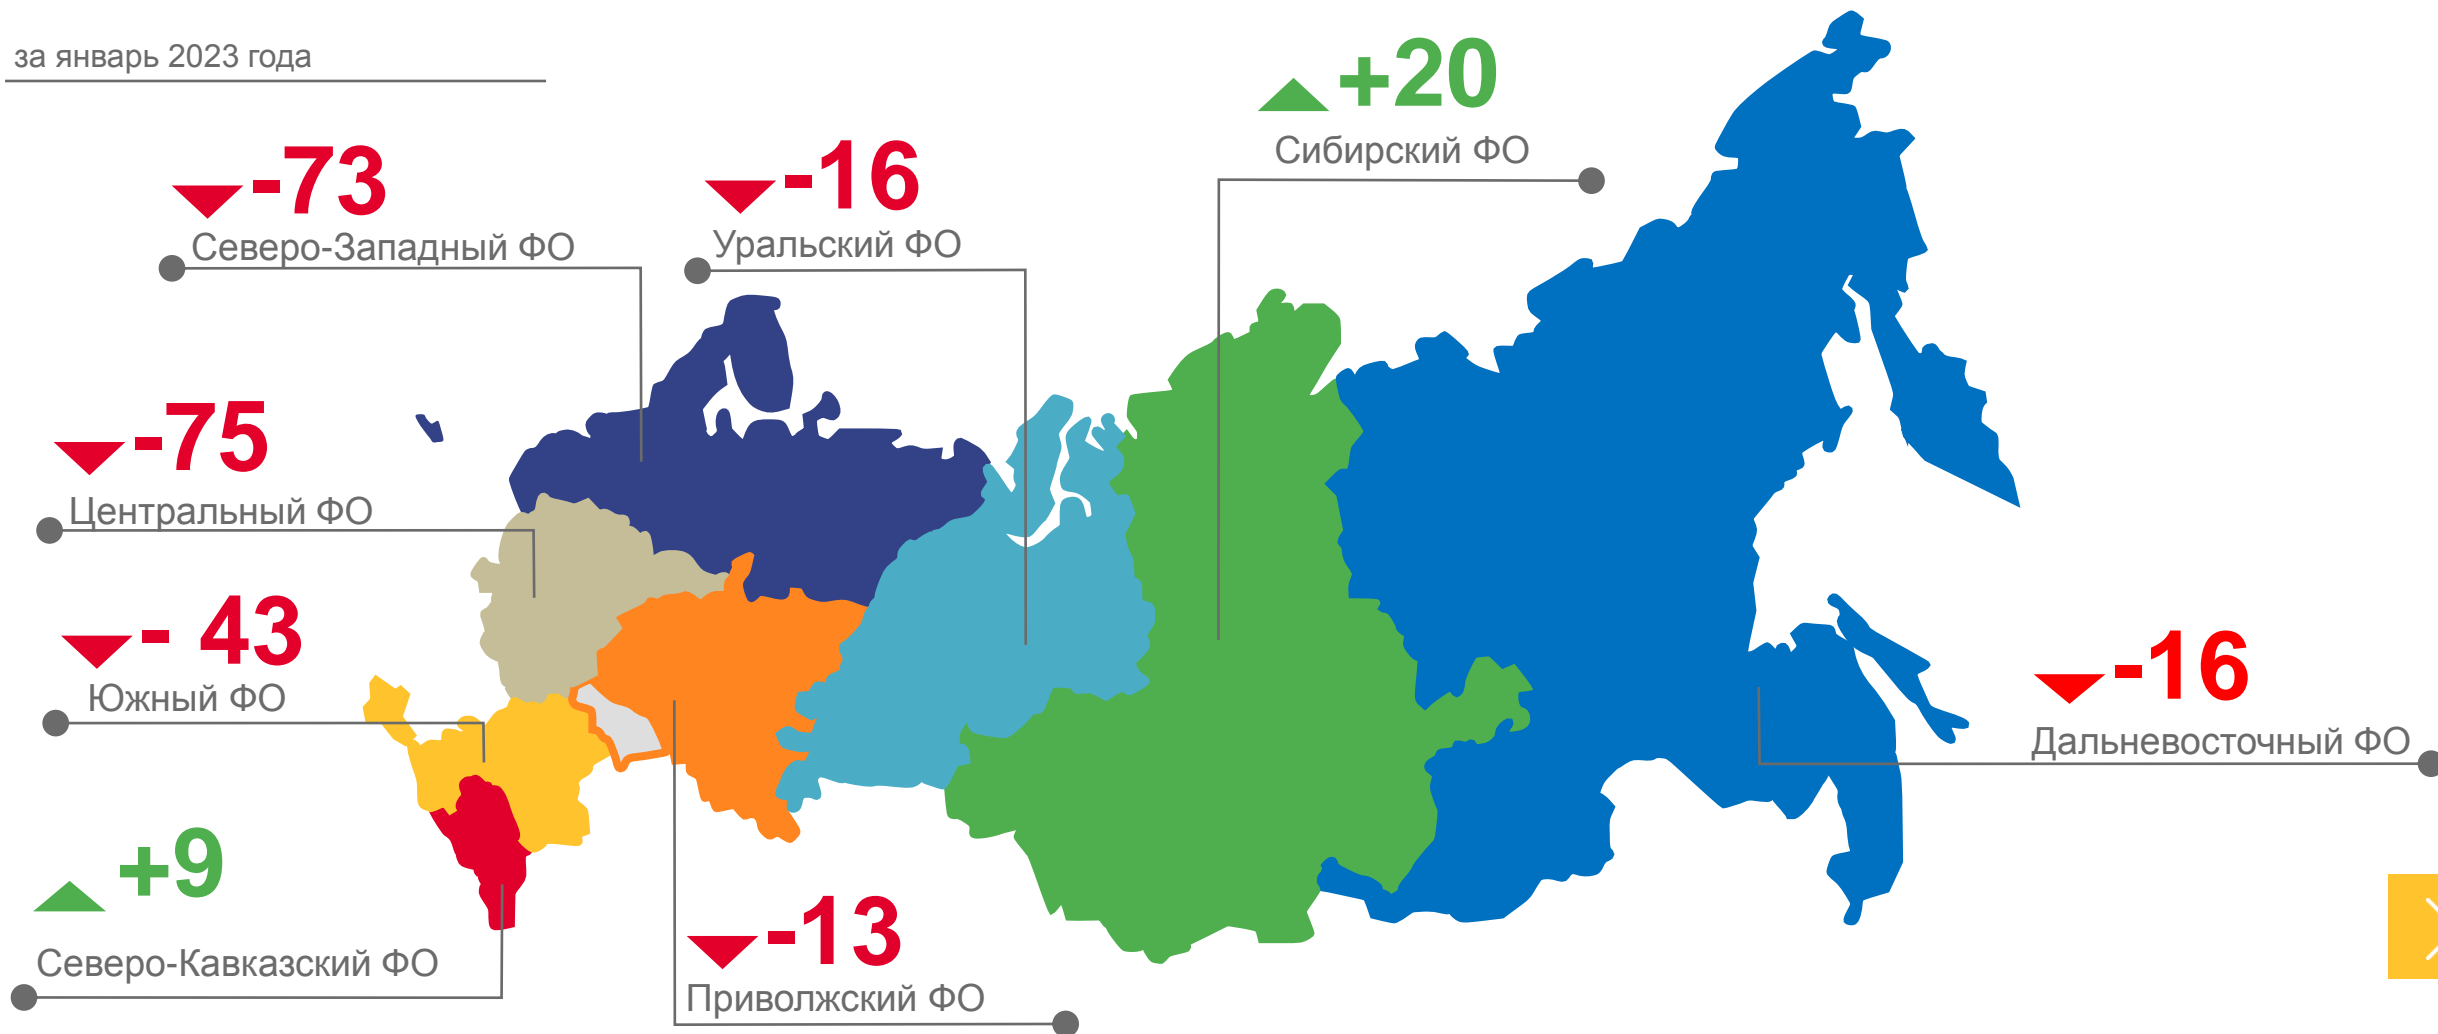 за январь 2023 года
+20
Сибирский ФО
-73
Северо-Западный ФО
-16
Уральский ФО
-75
Центральный ФО
- 43
Южный ФО
-16
Дальневосточный ФО
+9
Северо-Кавказский ФО
-13
Приволжский ФО